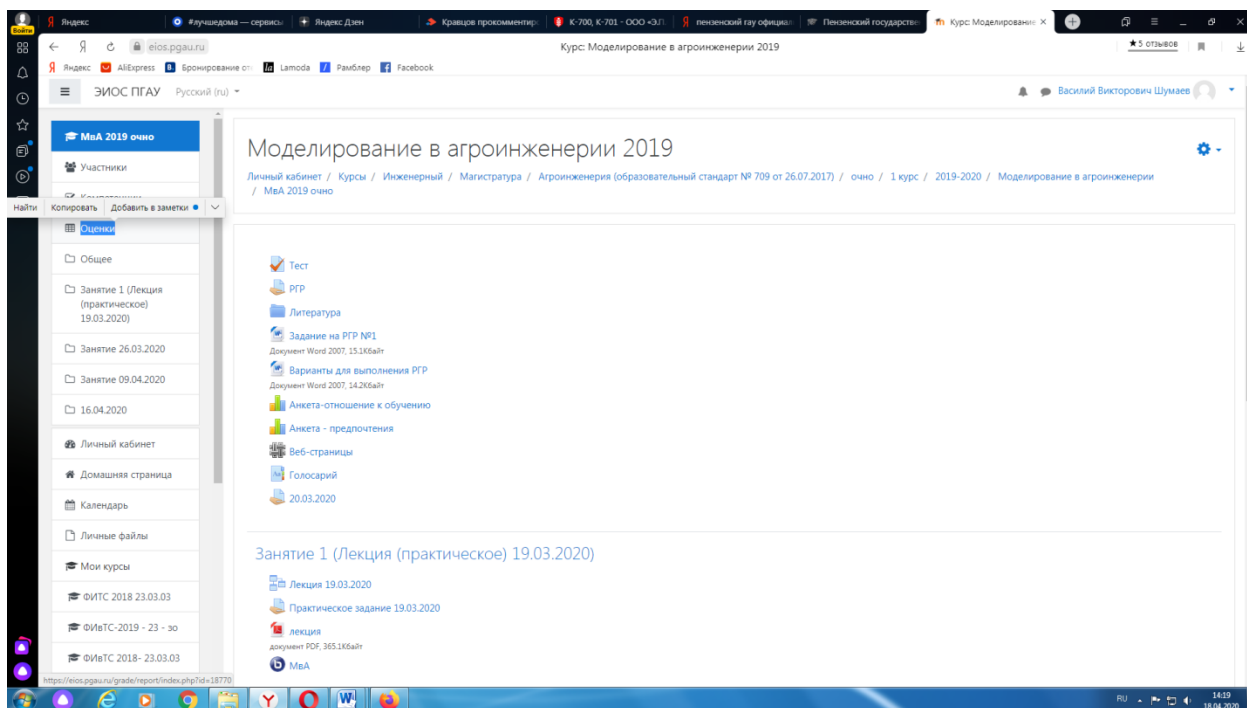 Войти
Яндекс
#лучшедома — сервисы
Яндекс Дзен
Кравцов прокомментир
К-700, К-701 - ООО «Э.Г.
пензенский гау официал
Пензенский государстве
Курс: Моделирование
eios.pgau.ru
Курс: Моделирование в агроинженерии 2019
★5 отзывов
Яндекс
AliExpress
Бронирование от
Lamoda
Рамблер
Facebook
ЭИОС ПГАУ
Русский (ru)
Василий Викторович Шумаев
МвА 2019 очно
Участники
Компетенции
Найти
Копировать
Добавить в заметки
Оценки
Общее
Занятие 1 (Лекция
(практическое)
19.03.2020)
Занятие 26.03.2020
Занятие 09.04.2020
16.04.2020
Личный кабинет
Домашняя страница
Календарь
Личные файлы
Мои курсы
ФИТС 2018 23.03.03
ФИвТС-2019 - 23 - зо
ФИвТС 2018- 23.03.03
Моделирование в агроинженерии 2019
Личный кабинет / Курсы / Инженерный / Магистратура / Агроинженерия (образовательный стандарт № 709 от 26.07.2017) / очно / 1 курс / 2019-2020 / Моделирование в агроинженерии
/ МвА 2019 очно
Тест
РГР
Литература
Задание на РГР №1
Документ Word 2007, 15.1Кбайт
Варианты для выполнения РГР
Документ Word 2007, 14.2Кбайт
Анкета-отношение к обучению
Анкета - предпочтения
Веб-страницы
Голосарий
20.03.2020
Занятие 1 (Лекция (практическое) 19.03.2020)
Лекция 19.03.2020
Практическое задание 19.03.2020
лекция
документ PDF, 365.1Кбайт
МвА
https://eios.pgau.ru/grade/report/index.php?id=18770
RU
14:19
18.04.2020